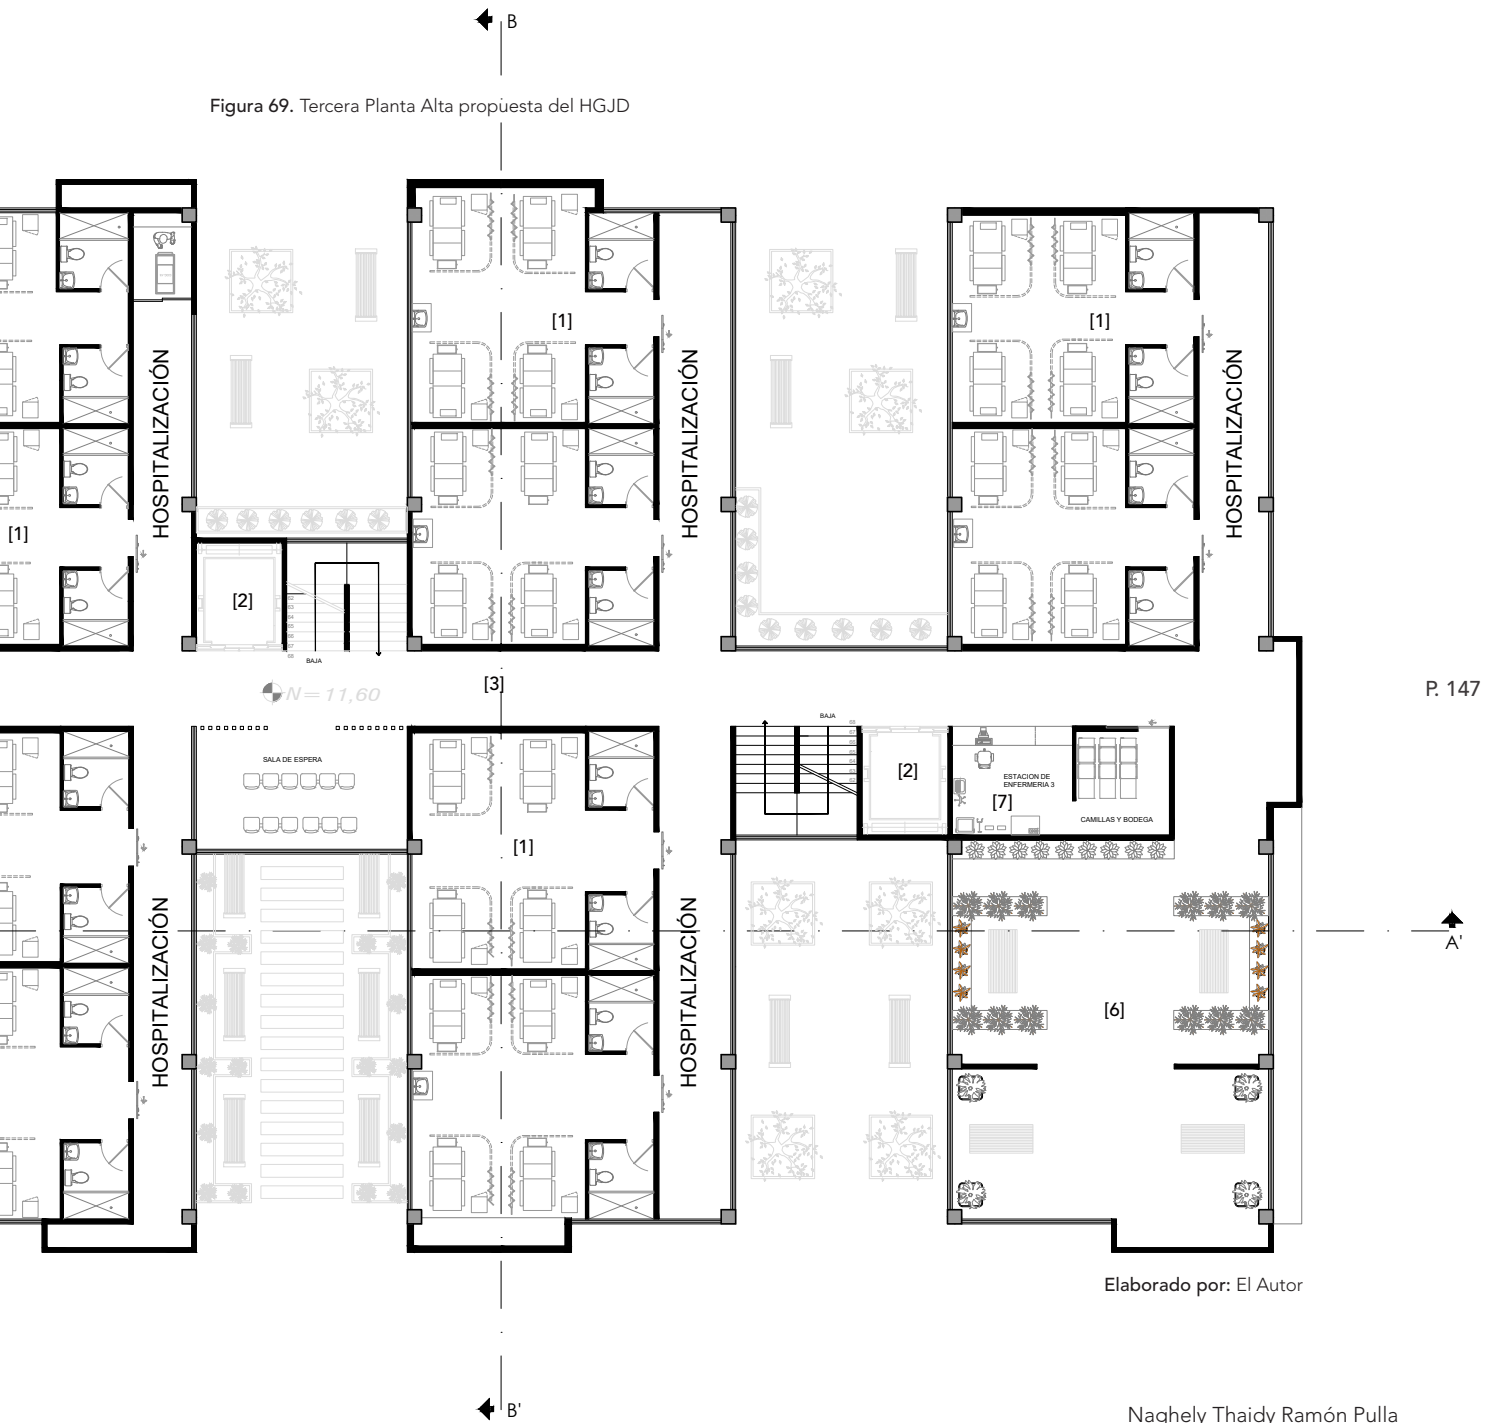 B
Figura 69. Tercera Planta Alta propuesta del HGJD
[1]
[1]
HOSPITALIZACIÓN
HOSPITALIZACIÓN
HOSPITALIZACIÓN
[1]
[2]
BAJA
[3]
N=11,60
P. 147
BAJA
SALA DE ESPERA
[2]
ESTACION DE
ENFERMERIA 3
[7]
CAMILLAS Y BODEGA
[1]
HOSPITALIZACIÓN
HOSPITALIZACIÓN
A'
[6]
Elaborado por: El Autor
B'
Naghely Thaidy Ramón Pulla